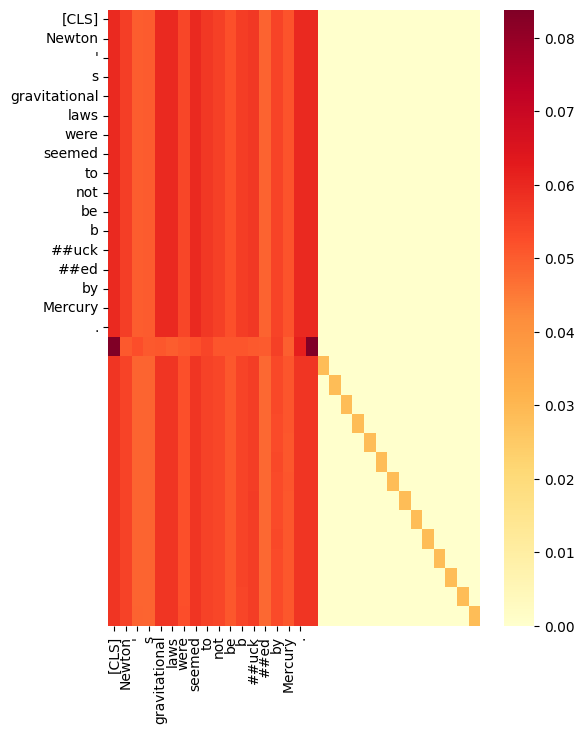 [CLS]
Newton
'
s
gravitational
laws
were
seemed
to
not
be
b
##uck
##ed
by
Mercury
.
0.08
0.07
0.06
0.05
0.04
0.03
0.02
0.01
0.00
[CLS]
Newton
'
s
gravitational
laws
were
seemed
to
not
be
b
##uck
##ed
by
Mercury
.